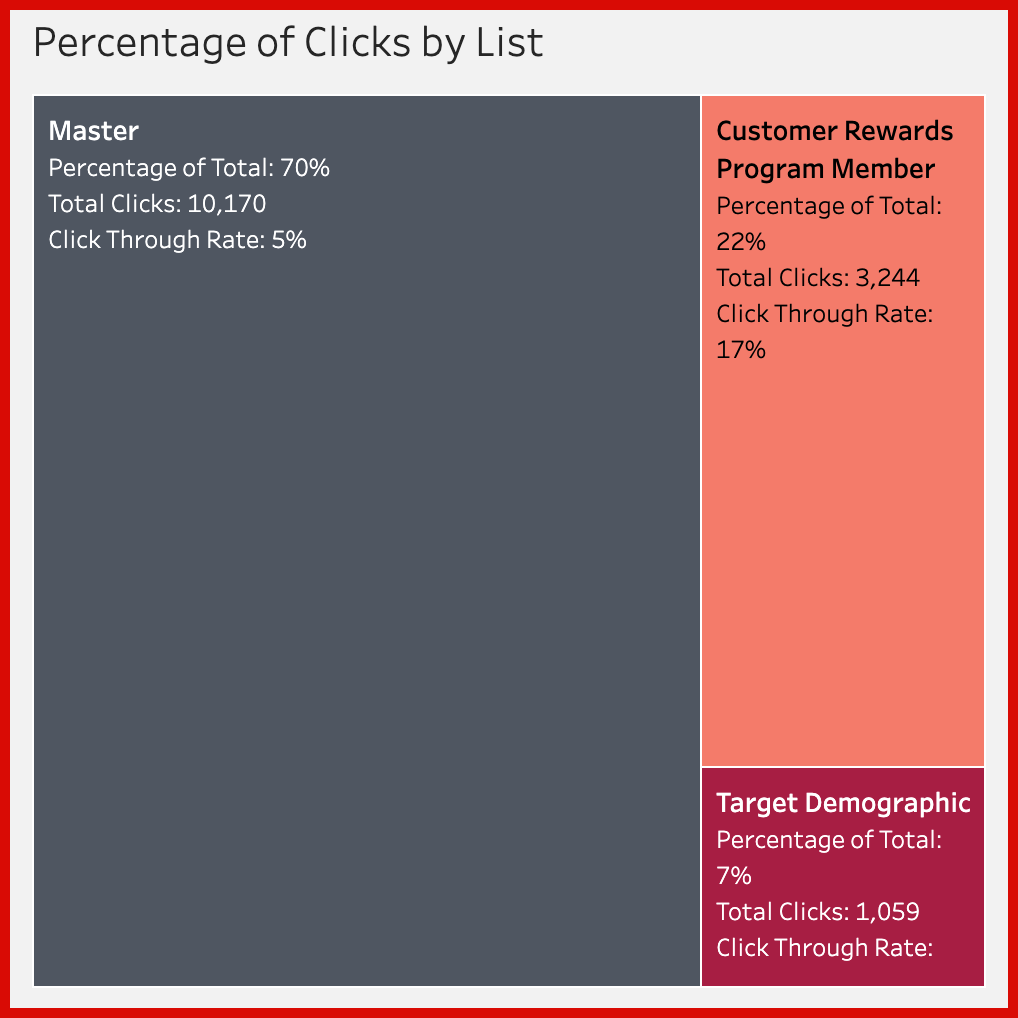 Percentage of Clicks by List
Master
Percentage of Total: 70%
Total Clicks: 10,170
Click Through Rate: 5%
Customer Rewards
Program Member
Percentage of Total:
22%
Total Clicks: 3,244
Click Through Rate:
17%
Target Demographic
Percentage of Total:
7%
Total Clicks: 1,059
Click Through Rate: